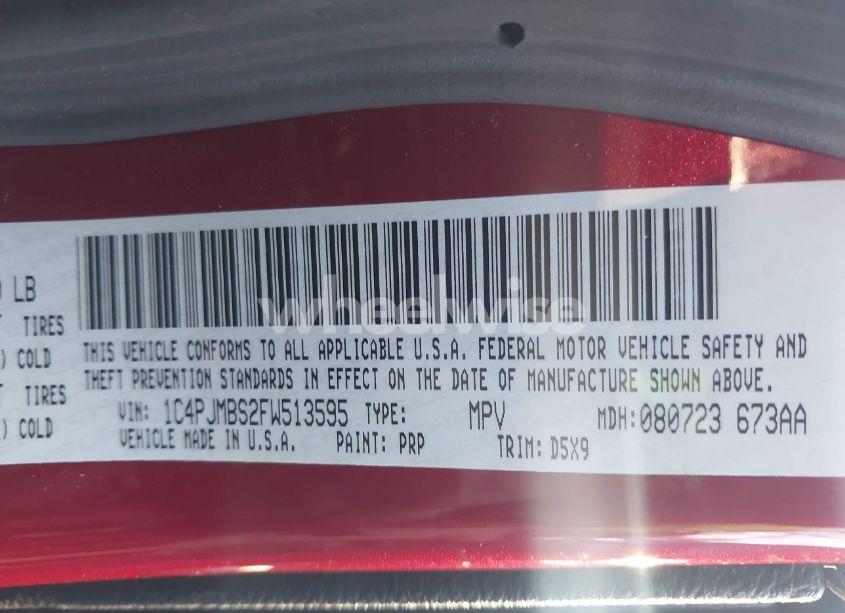 LB
TIRES
) COLD
TIRES
) COLD
wheelwise
THIS VEHICLE CONFORMS TO ALL APPLICABLE U.S.A. FEDERAL MOTOR VEHICLE SAFETY AND
THEFT PREVENTION STANDARDS IN EFFECT ON THE DATE OF MANUFACTURE SHOWN ABOVE.
VIN: 1C4PJMBS2FW513595 TYPE: MPV MDH:080723 673AA
VEHICLE MADE IN U.S.A. PAINT: PRP TRIM: D5X9